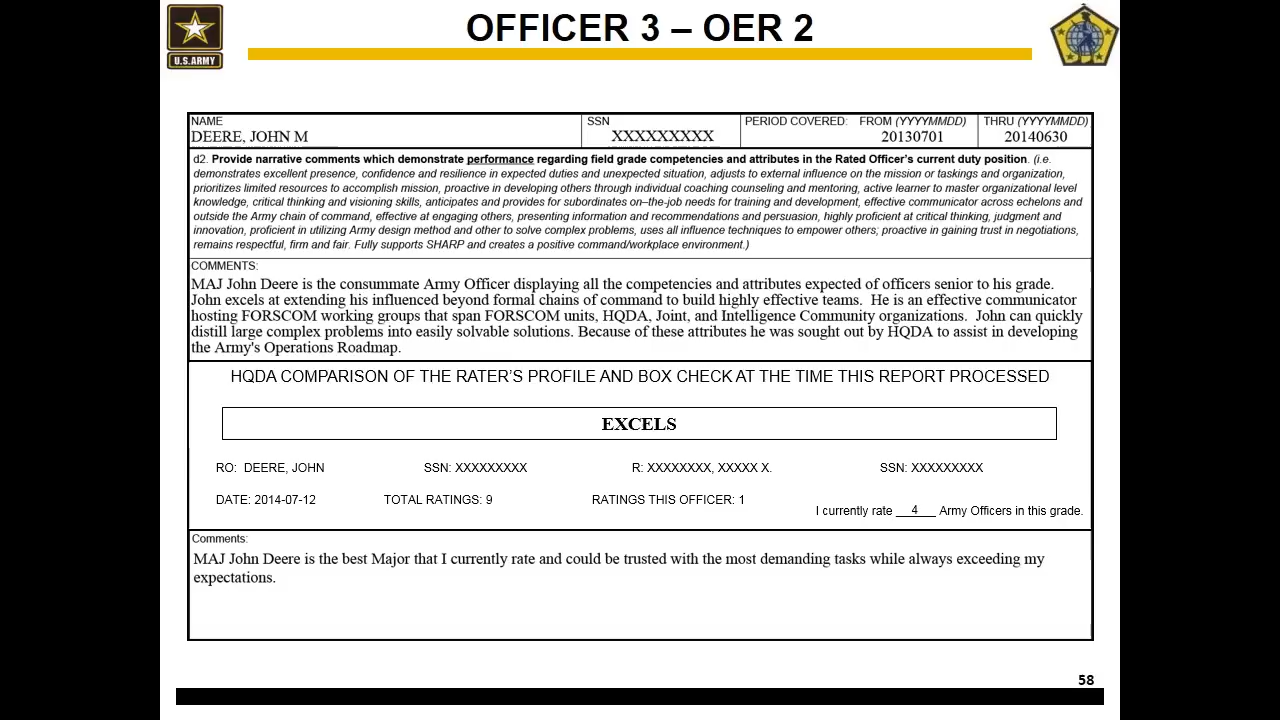 OFFICER 3 – OER 2
U.S.ARMY
NAME
DEERE, JOHN M
SSN
XXXXXXXXX
PERIOD COVERED: FROM (YYYYMMDD)
20130701
THRU (YYYYMMDD)
20140630
d2. Provide narrative comments which demonstrate performance regarding field grade competencies and attributes in the Rated Officer's current duty position. (i.e.
demonstrates excellent presence, confidence and resilience in expected duties and unexpected situation, adjusts to external influence on the mission or taskings and organization,
prioritizes limited resources to accomplish mission, proactive in developing others through individual coaching counseling and mentoring, active learner to master organizational level
knowledge, critical thinking and visioning skills, anticipates and provides for subordinates on–the-job needs for training and development, effective communicator across echelons and
outside the Army chain of command, effective at engaging others, presenting information and recommendations and persuasion, highly proficient at critical thinking, judgment and
innovation, proficient in utilizing Army design method and other to solve complex problems, uses all influence techniques to empower others; proactive in gaining trust in negotiations,
remains respectful, firm and fair. Fully supports SHARP and creates a positive command/workplace environment.)
COMMENTS:
MAJ John Deere is the consummate Army Officer displaying all the competencies and attributes expected of officers senior to his grade.
John excels at extending his influenced beyond formal chains of command to build highly effective teams. He is an effective communicator
hosting FORSCOM working groups that span FORSCOM units, HQDA, Joint, and Intelligence Community organizations. John can quickly
distill large complex problems into easily solvable solutions. Because of these attributes he was sought out by HQDA to assist in developing
the Army's Operations Roadmap.
HQDA COMPARISON OF THE RATER'S PROFILE AND BOX CHECK AT THE TIME THIS REPORT PROCESSED
EXCELS
RO: DEERE, JOHN SSN: XXXXXXXXX R: XXXXXXXX, XXXXX X. SSN: XXXXXXXXX
DATE: 2014-07-12 TOTAL RATINGS: 9 RATINGS THIS OFFICER: 1
I currently rate 4 Army Officers in this grade.
Comments:
MAJ John Deere is the best Major that I currently rate and could be trusted with the most demanding tasks while always exceeding my
expectations.
58